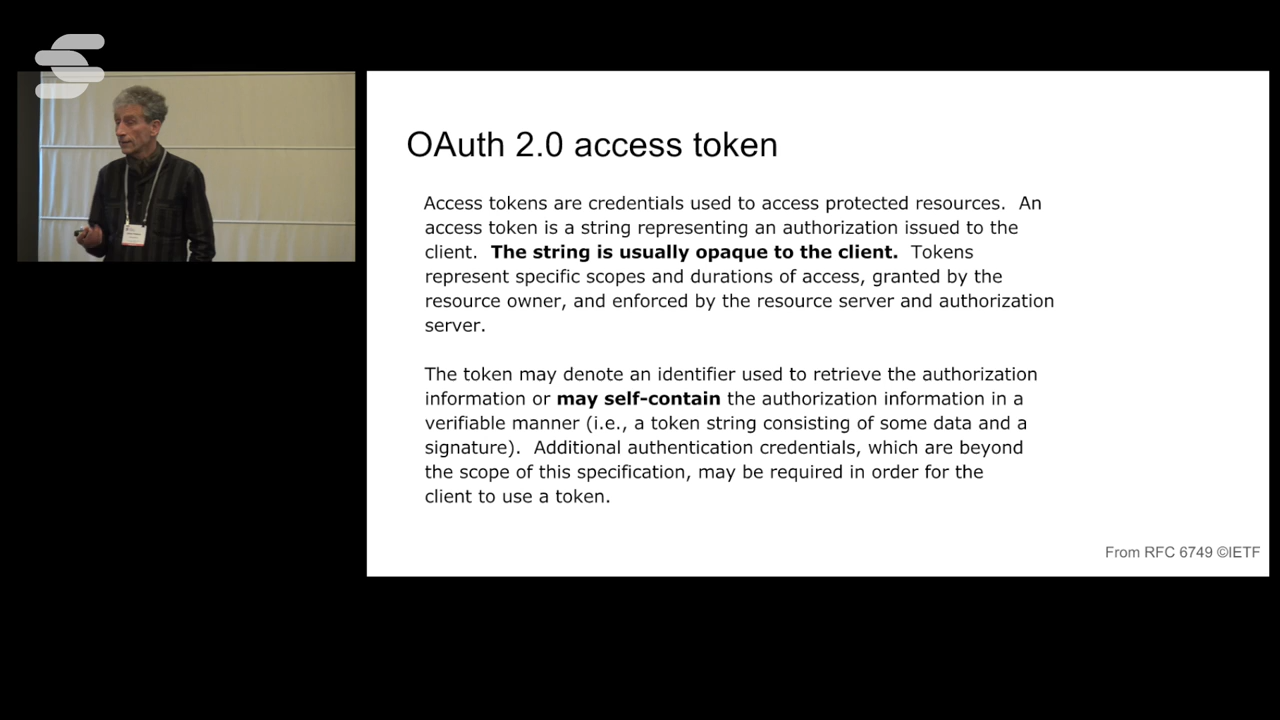 OAuth 2.0 access token
Access tokens are credentials used to access protected resources.  An
access token is a string representing an authorization issued to the
client.  The string is usually opaque to the client.  Tokens
represent specific scopes and durations of access, granted by the
resource owner, and enforced by the resource server and authorization
server.
The token may denote an identifier used to retrieve the authorization
information or may self-contain the authorization information in a
verifiable manner (i.e., a token string consisting of some data and a
signature).  Additional authentication credentials, which are beyond
the scope of this specification, may be required in order for the
client to use a token.
From RFC 6749 ©IETF